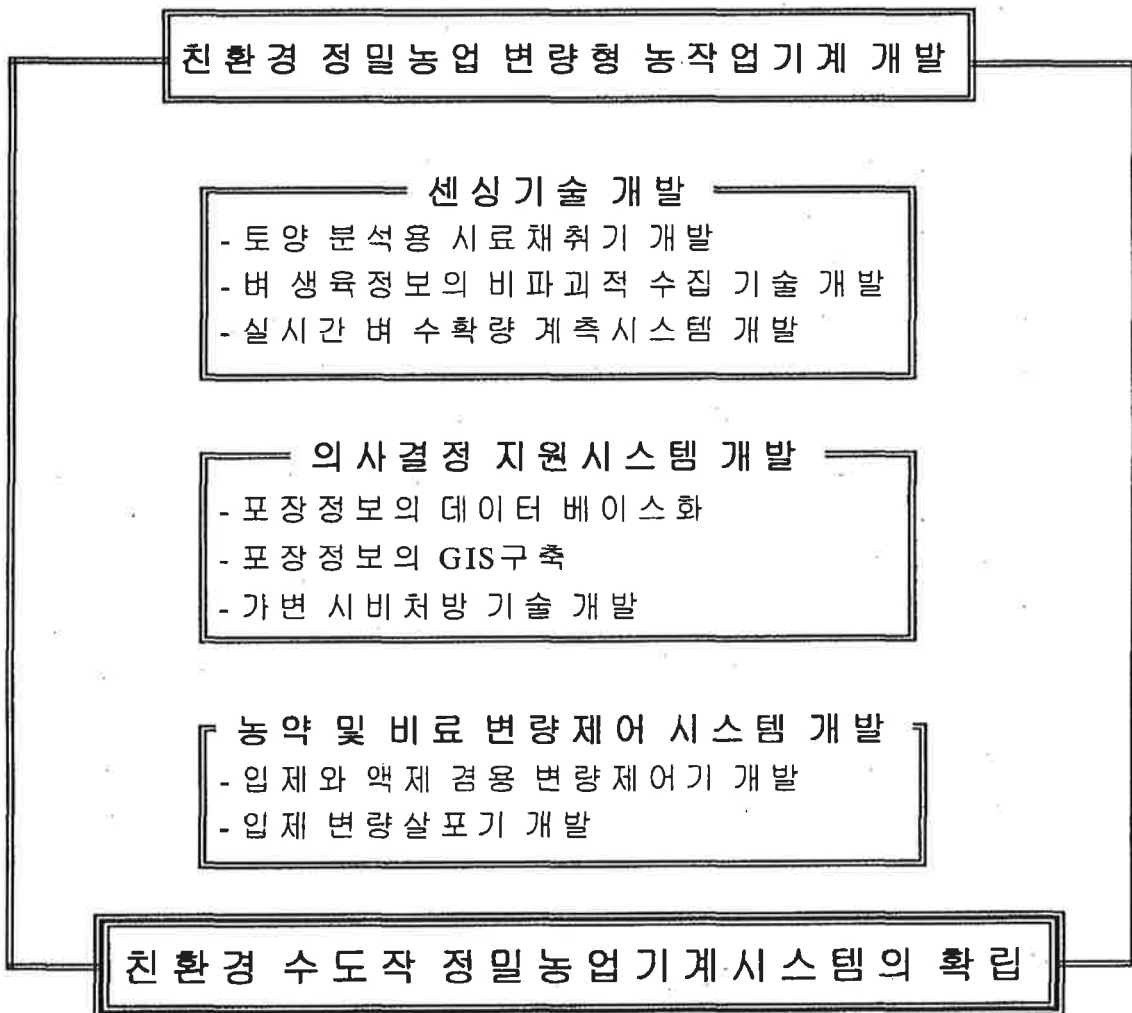 친환경 정밀농업 변량형 농작업기계 개발
센싱기술 개발
- 토양 분석용 시료채취기 개발
- 벼 생육정보의 비파괴적 수집 기술 개발
- 실시간 벼 수확량 계측시스템 개발
의사결정 지원시스템 개발
- 포장정보의 데이터 베이스화
- 포장정보의 GIS구축
- 가변 시비처방 기술 개발
농약 및 비료 변량제어 시스템 개발
- 입제와 액제 겸용 변량제어기 개발
- 입제 변량살포기 개발
친환경 수도작 정밀농업기계시스템의 확립